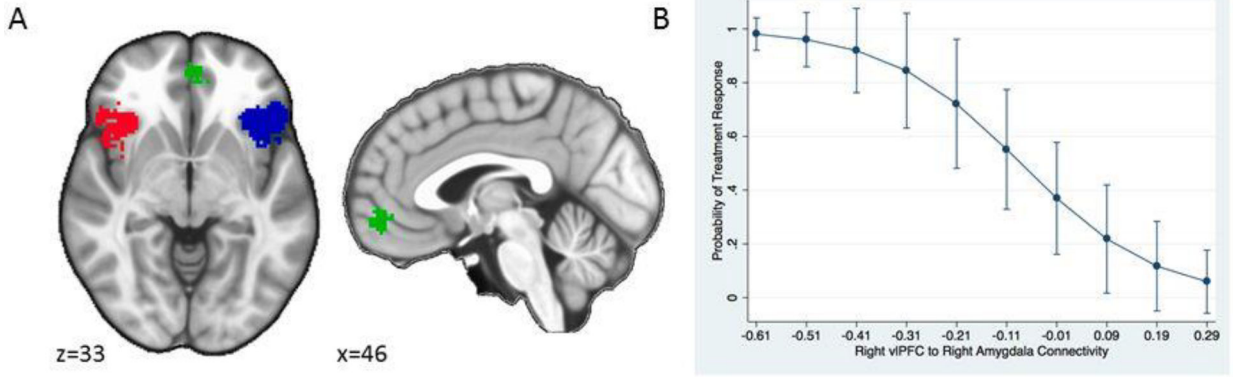 A
z=33
x=46
B
Probability of Treatment Response
1
.8
.6
.4
.2
0
-0.61 -0.51 -0.41 -0.31 -0.21 -0.11 -0.01 0.09 0.19 0.29
Right vlPFC to Right Amygdala Connectivity